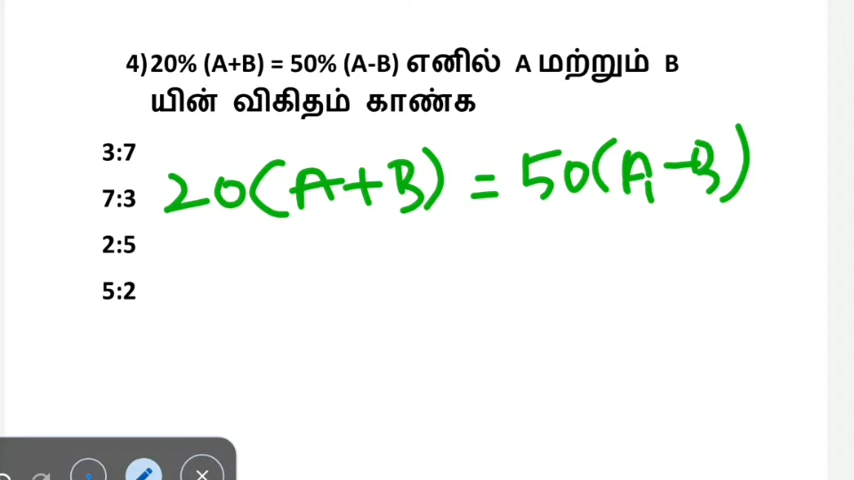 4) 20% (A+B) = 50% (A-B) எனில் A மற்றும் B
யின் விகிதம் காண்க
3:7
7:3
2:5
5:2
20(A+B) = 50(A-B)